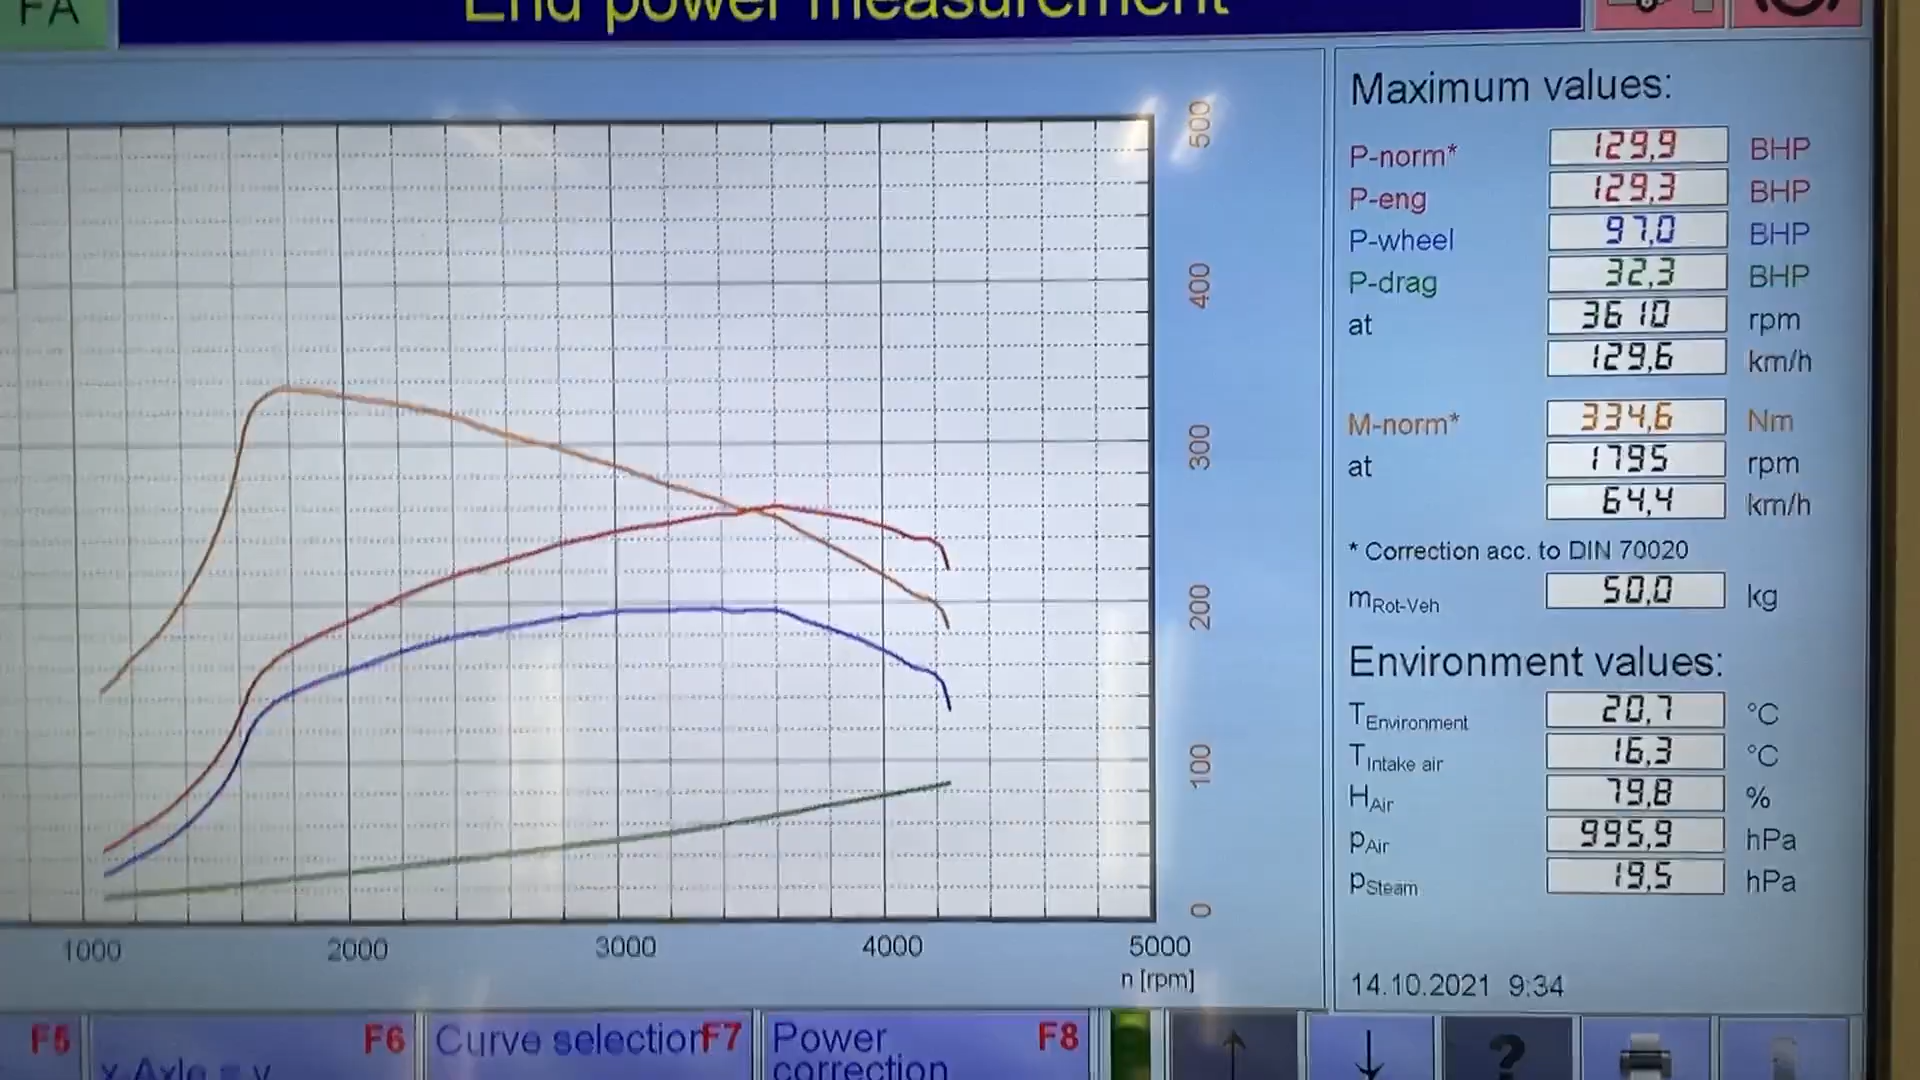 FA
End power measurement
500
400
300
200
100
0
1000 2000 3000 4000 5000
n [rpm]
Maximum values:
P-norm* 129,9 BHP
P-eng 129,3 BHP
P-wheel 97,0 BHP
P-drag 32,3 BHP
at 3610 rpm
129,6 km/h
M-norm* 334,6 Nm
at 1795 rpm
64,4 km/h
* Correction acc. to DIN 70020
mRot-Veh 50,0 kg
Environment values:
TEnvironment 20,7 °C
TIntake air 16,3 °C
HAir 79,8 %
pAir 995,9 hPa
pSteam 19,5 hPa
14.10.2021 9:34
F5
x-Axle = v F6
Curve selection F7
Power F8
correction
?